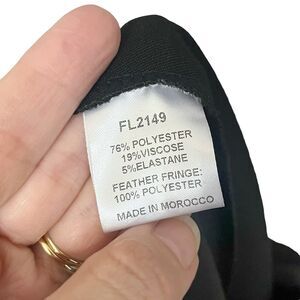 FL2149
76% POLYESTER
19%VISCOSE
5%ELASTANE
FEATHER FRINGE:
100% POLYESTER
MADE IN MOROCCO